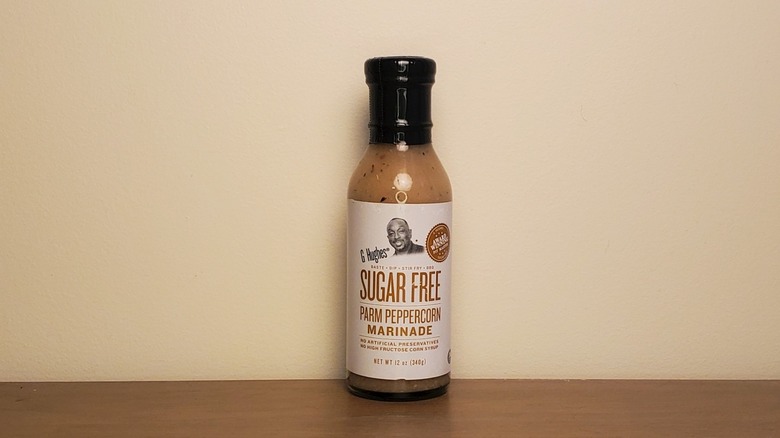 G Hughes®
BASTE • DIP • STIR FRY • BBQ
SUGAR FREE
PARM PEPPERCORN
MARINADE
NO ARTIFICIAL PRESERVATIVES
NO HIGH FRUCTOSE CORN SYRUP
NET WT. 12 oz (340g)